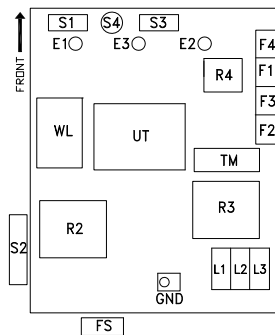 S1 S4 S3
E1 E3 E2
FRONT
F4
R4
F1
F3
WL
UT
F2
TM
R2
R3
S2
L1 L2 L3
GND
FS